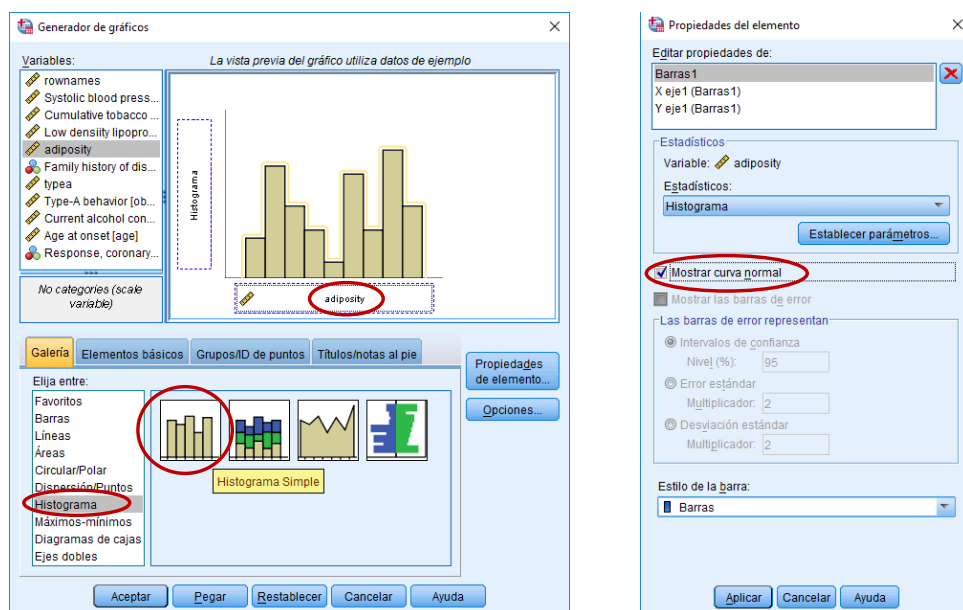 Generador de gráficos
Variables:
La vista previa del gráfico utiliza datos de ejemplo
rownames
Systolic blood press...
Cumulative tobacco ...
Low densiity lipopro...
adiposity
Family history of dis...
typea
Type-A behavior [ob...
Current alcohol con...
Age at onset [age]
Response, coronary...
No categories (scale
variable)
Histograma
adiposity
Galería
Elementos básicos
Grupos/ID de puntos
Títulos/notas al pie
Elija entre:
Favoritos
Barras
Líneas
Áreas
Circular/Polar
Dispersión/Puntos
Histograma
Máximos-mínimos
Diagramas de cajas
Ejes dobles
Histograma Simple
Propiedades
de elemento...
Opciones...
Aceptar
Pegar
Restablecer
Cancelar
Ayuda
Propiedades del elemento
Editar propiedades de:
Barras1
X eje1 (Barras1)
Y eje1 (Barras1)
Estadísticos
Variable: adiposity
Estadísticos:
Histograma
Establecer parámetros...
Mostrar curva normal
Mostrar las barras de error
Las barras de error representan
Intervalos de confianza
Nivel (%): 95
Error estándar
Multiplicador: 2
Desviación estándar
Multiplicador: 2
Estilo de la barra:
Barras
Aplicar
Cancelar
Ayuda